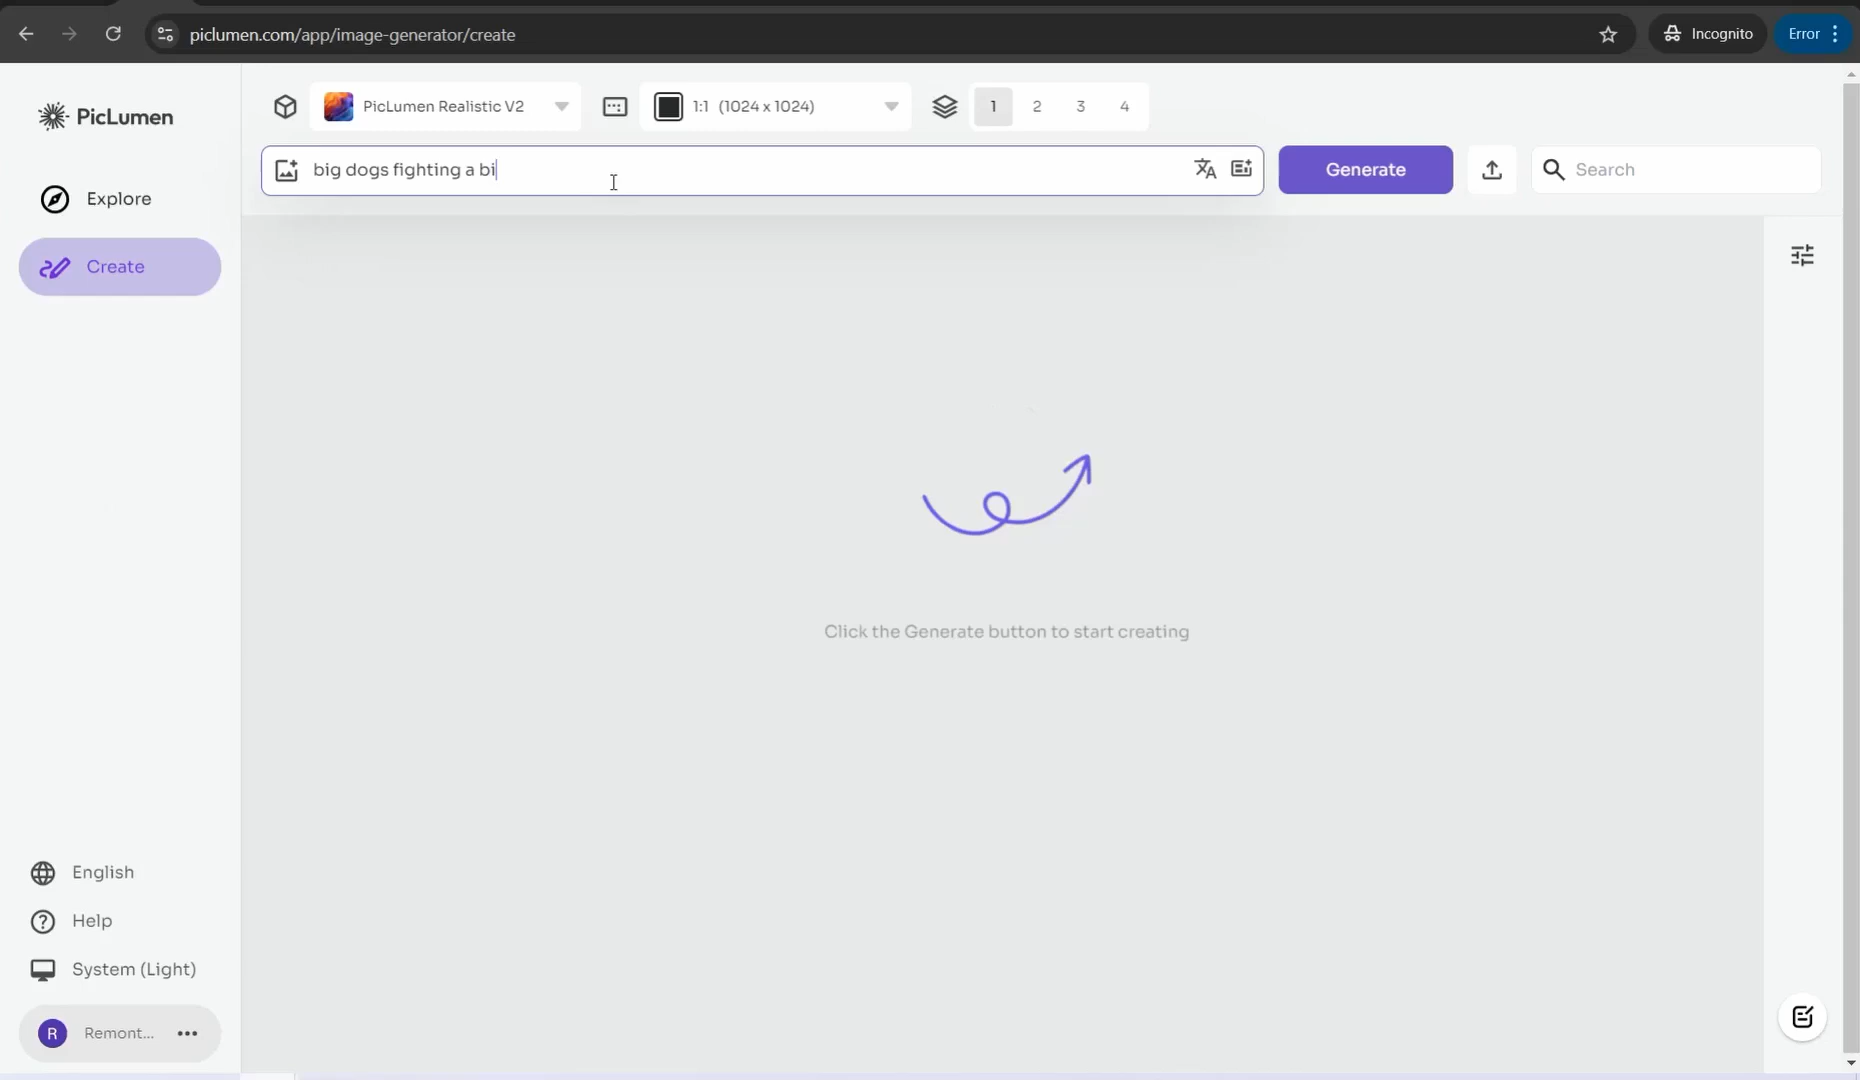 piclumen.com/app/image-generator/create
Incognito
Error
PicLumen
PicLumen Realistic V2
1:1 (1024 x 1024)
1 2 3 4
big dogs fighting a bi
Generate
Search
Explore
Create
Click the Generate button to start creating
English
Help
System (Light)
R
Remont...